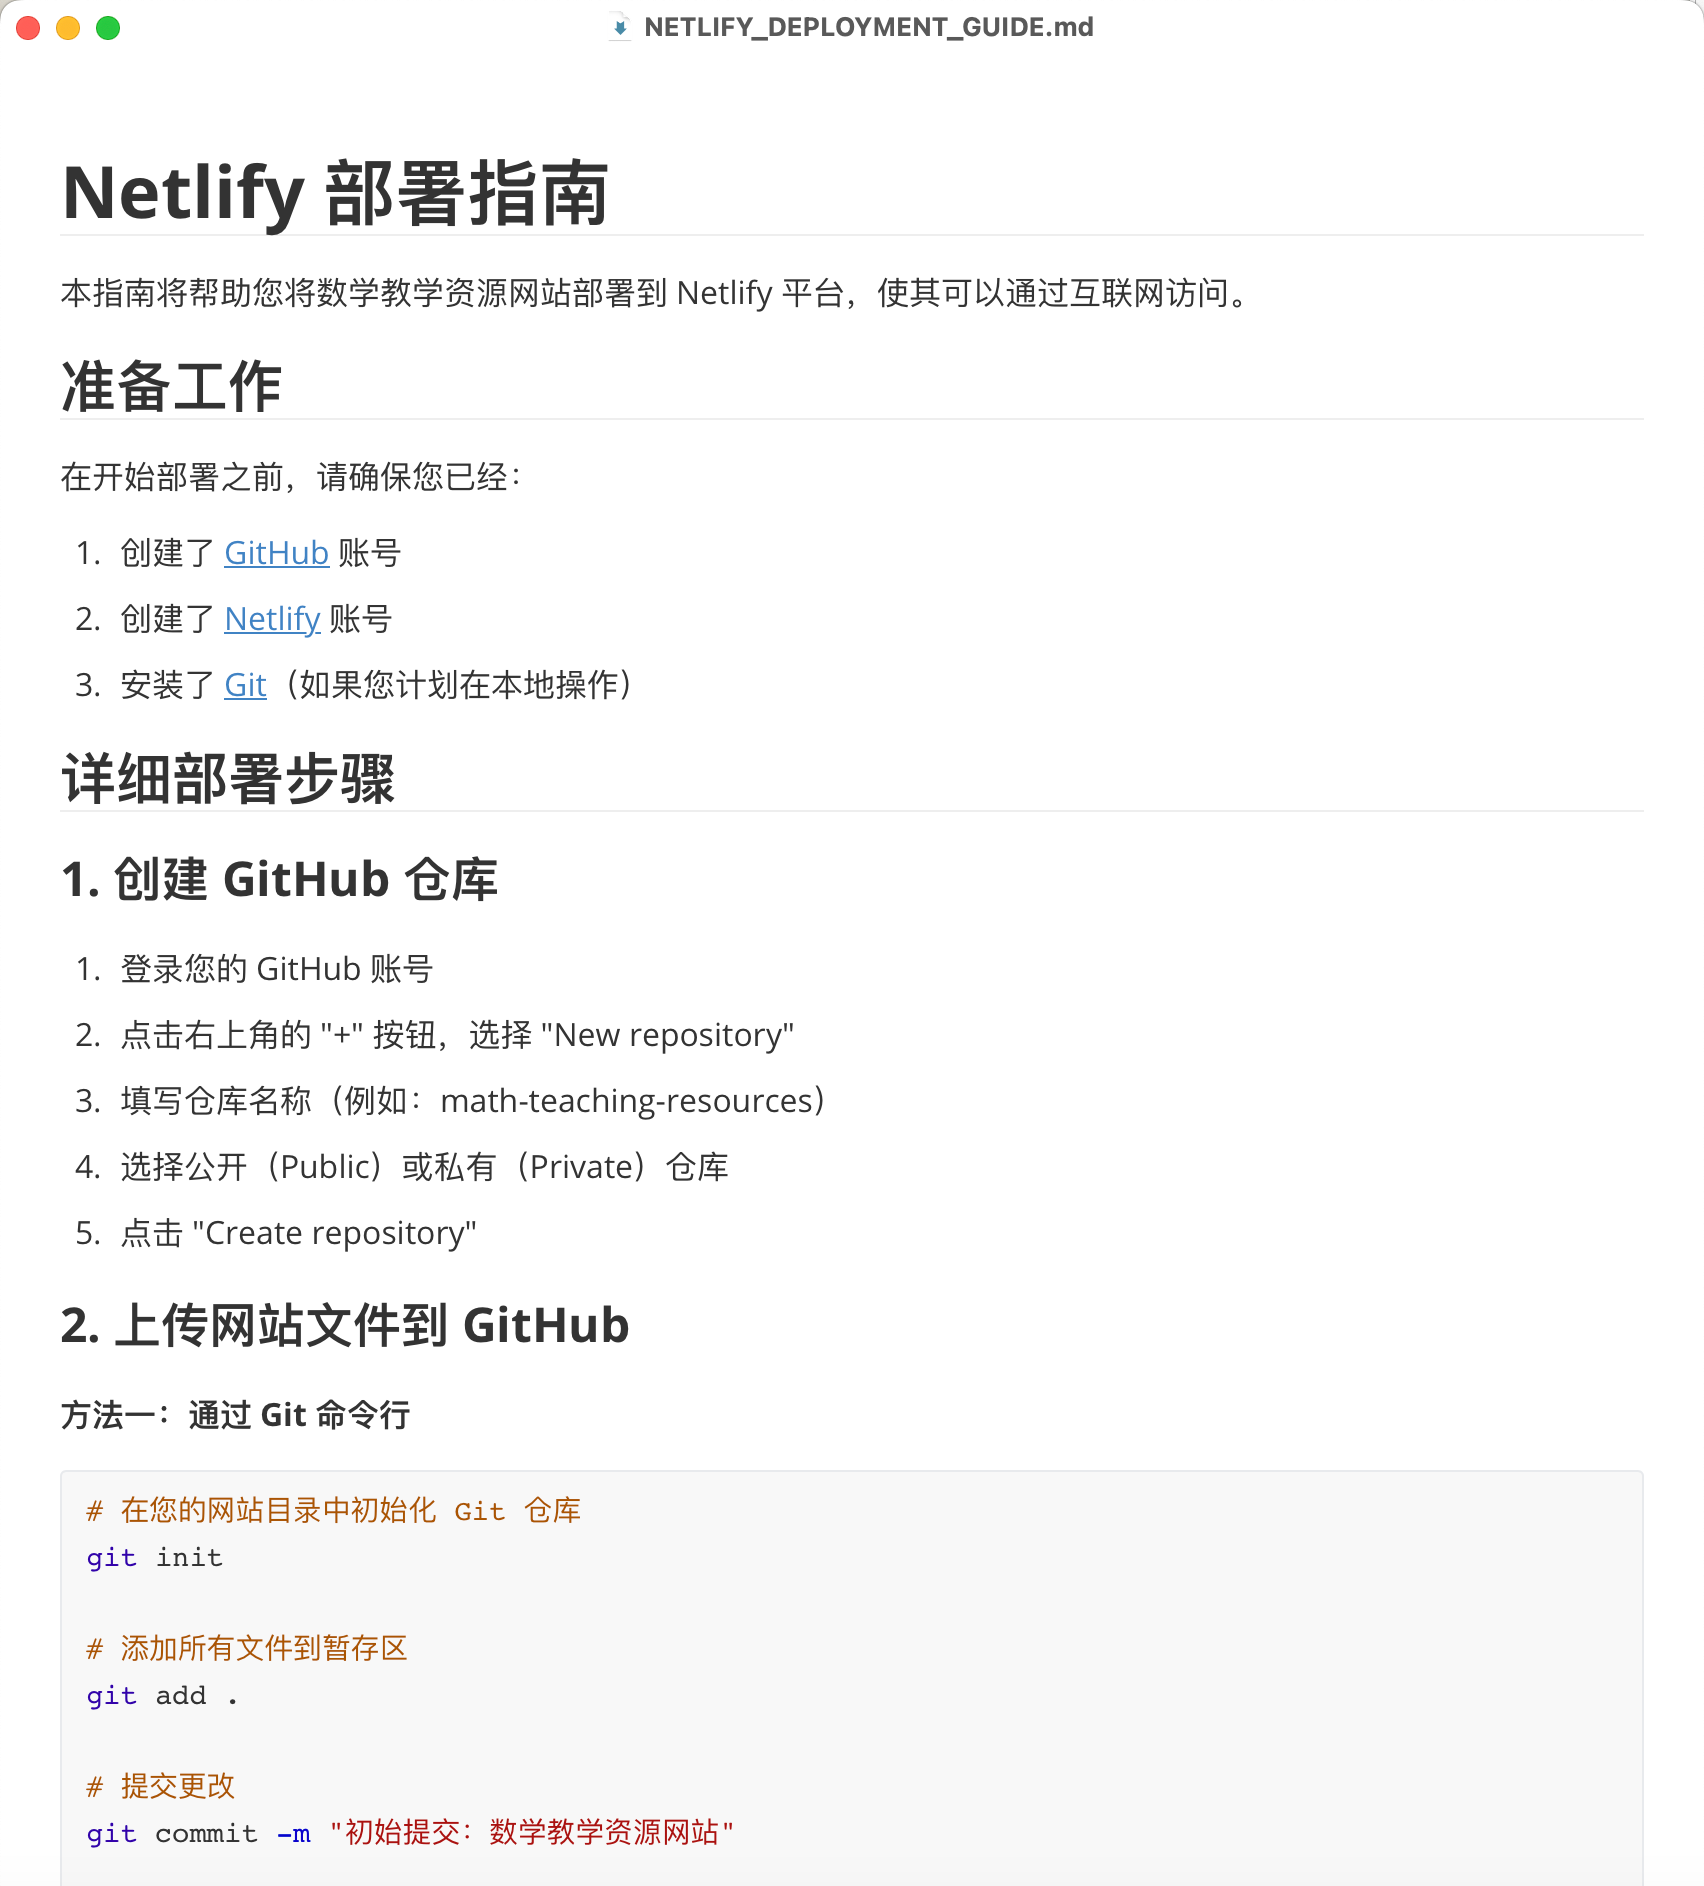 NETLIFY_DEPLOYMENT_GUIDE.md
Netlify 部署指南
本指南将帮助您将数学教学资源网站部署到 Netlify 平台，使其可以通过互联网访问。
准备工作
在开始部署之前，请确保您已经：
1. 创建了 GitHub 账号
2. 创建了 Netlify 账号
3. 安装了 Git（如果您计划在本地操作）
详细部署步骤
1. 创建 GitHub 仓库
1. 登录您的 GitHub 账号
2. 点击右上角的 "+" 按钮，选择 "New repository"
3. 填写仓库名称（例如：math-teaching-resources）
4. 选择公开（Public）或私有（Private）仓库
5. 点击 "Create repository"
2. 上传网站文件到 GitHub
方法一：通过 Git 命令行
# 在您的网站目录中初始化 Git 仓库
git init
# 添加所有文件到暂存区
git add .
# 提交更改
git commit -m "初始提交：数学教学资源网站"